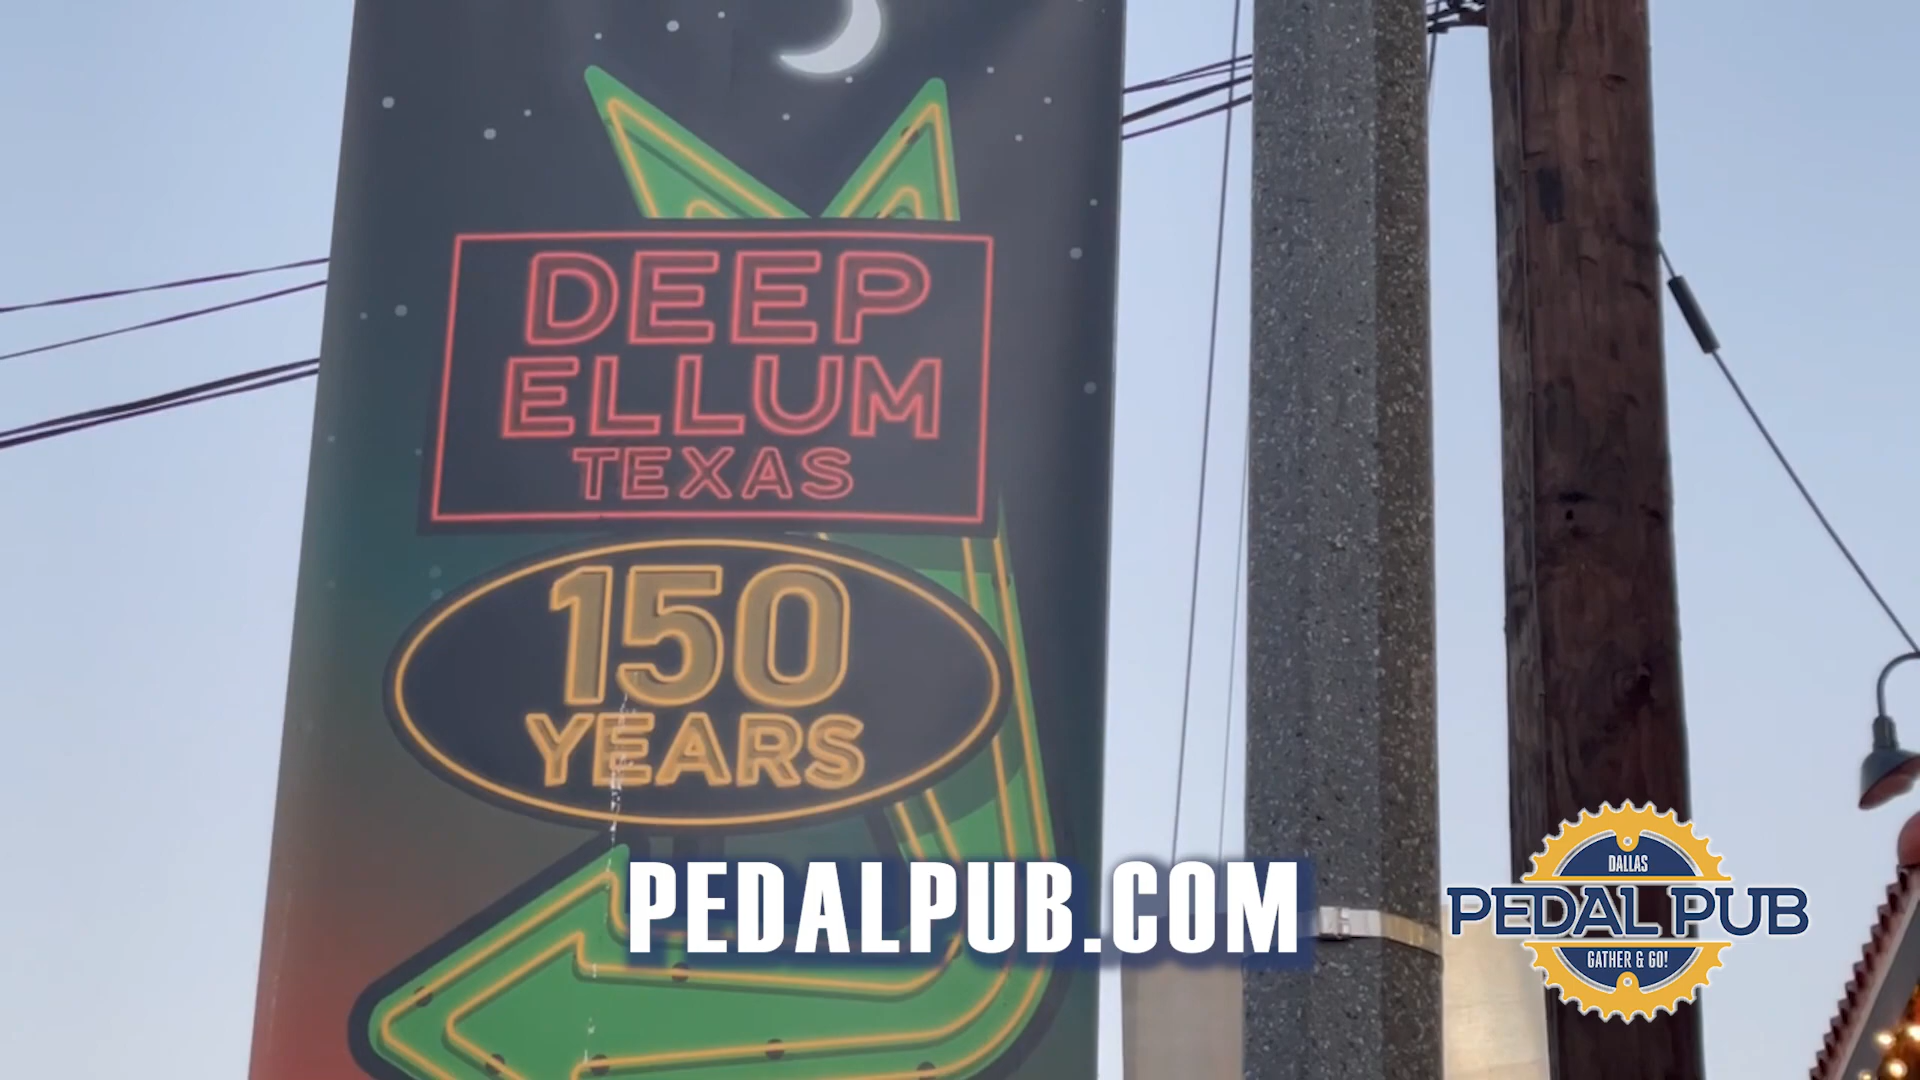 DEEP
ELLUM
TEXAS
150
YEARS
PEDALPUB.COM
DALLAS
PEDAL PUB
GATHER & GO!